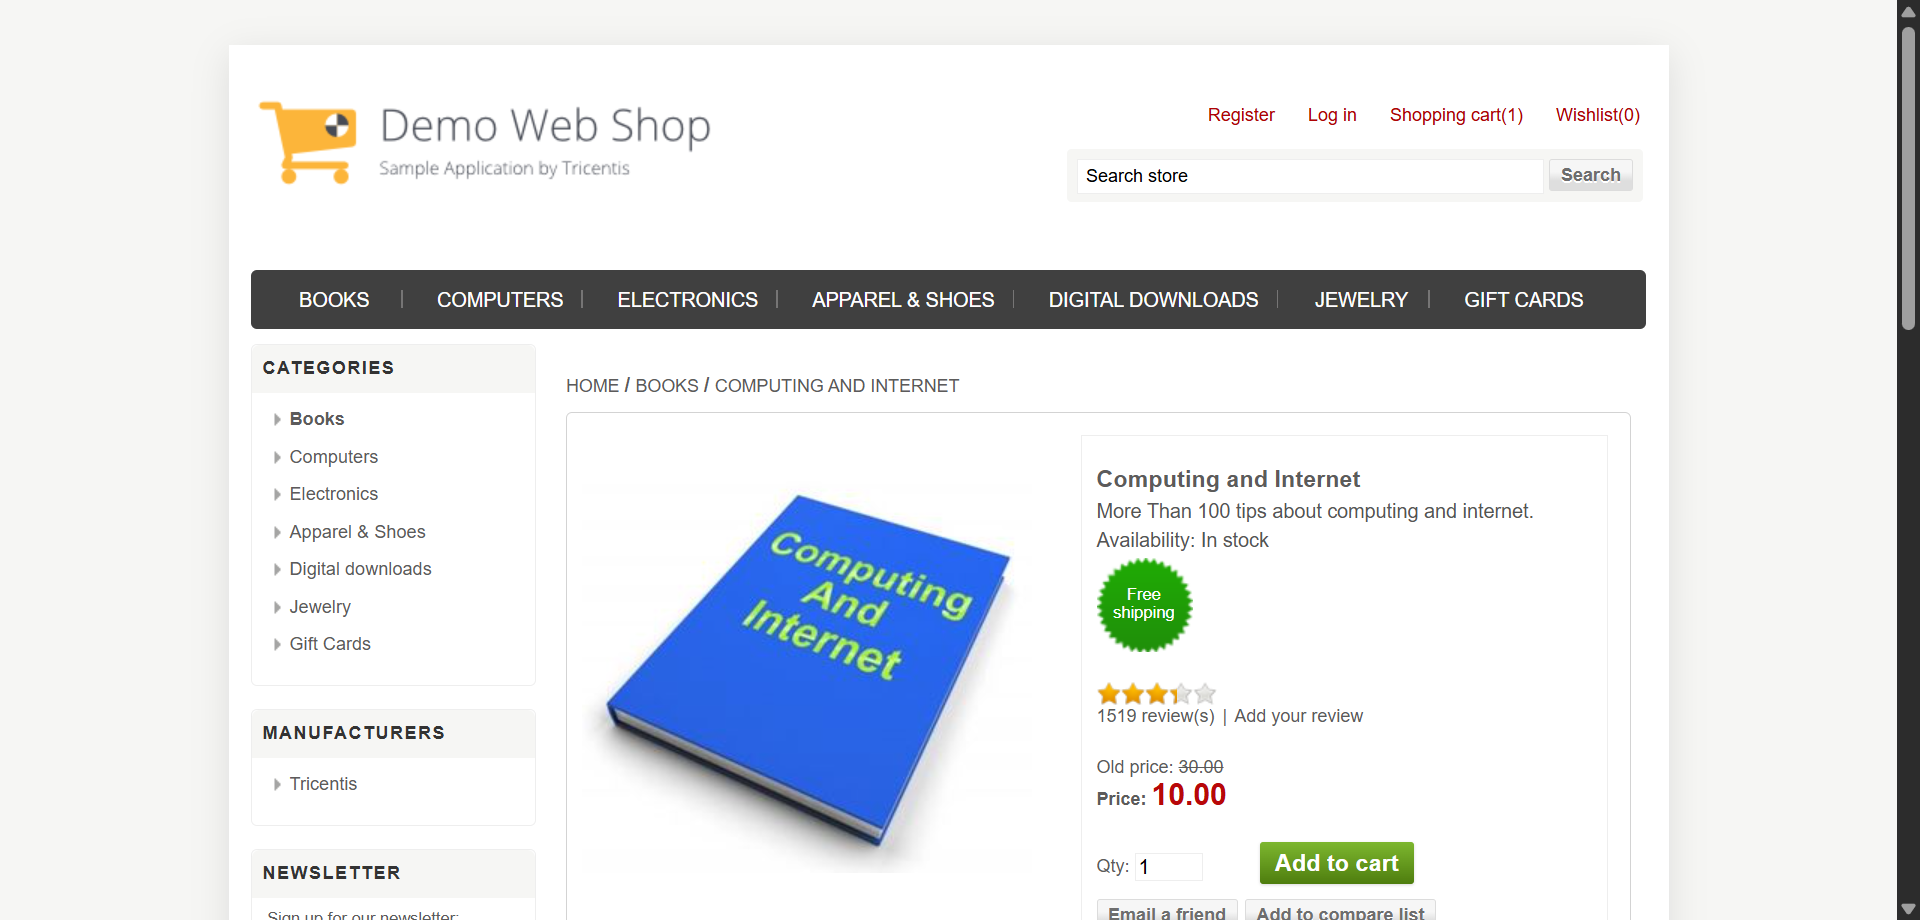 Demo Web Shop
Sample Application by Tricentis
Register Log in Shopping cart(1) Wishlist(0)
Search store Search
BOOKS COMPUTERS ELECTRONICS APPAREL & SHOES DIGITAL DOWNLOADS JEWELRY GIFT CARDS
CATEGORIES
Books
Computers
Electronics
Apparel & Shoes
Digital downloads
Jewelry
Gift Cards
MANUFACTURERS
Tricentis
NEWSLETTER
Sign up for our newsletter:
HOME / BOOKS / COMPUTING AND INTERNET
Computing
And
Internet
Computing and Internet
More Than 100 tips about computing and internet.
Availability: In stock
Free
shipping
1519 review(s) | Add your review
Old price: 30.00
Price: 10.00
Qty: 1 Add to cart
Email a friend Add to compare list